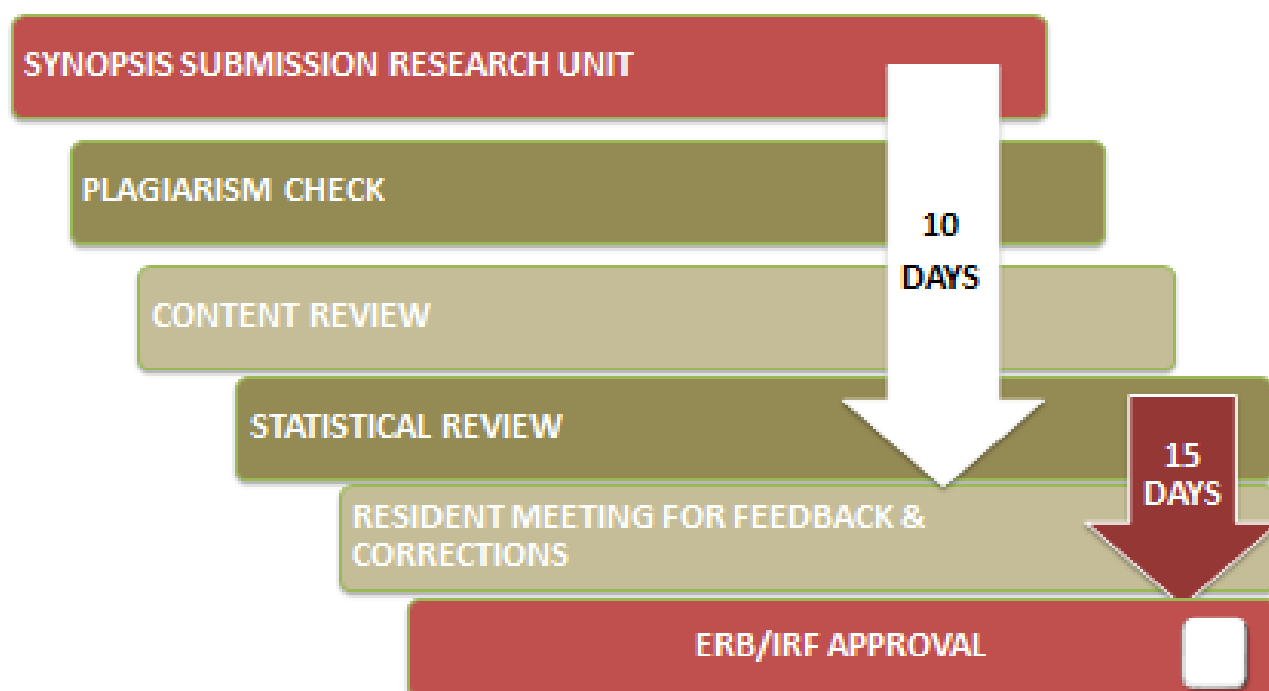 SYNOPSIS SUBMISSION RESEARCH UNIT
PLAGIARISM CHECK
10
DAYS
CONTENT REVIEW
STATISTICAL REVIEW
15
DAYS
RESIDENT MEETING FOR FEEDBACK &
CORRECTIONS
ERB/IRF APPROVAL